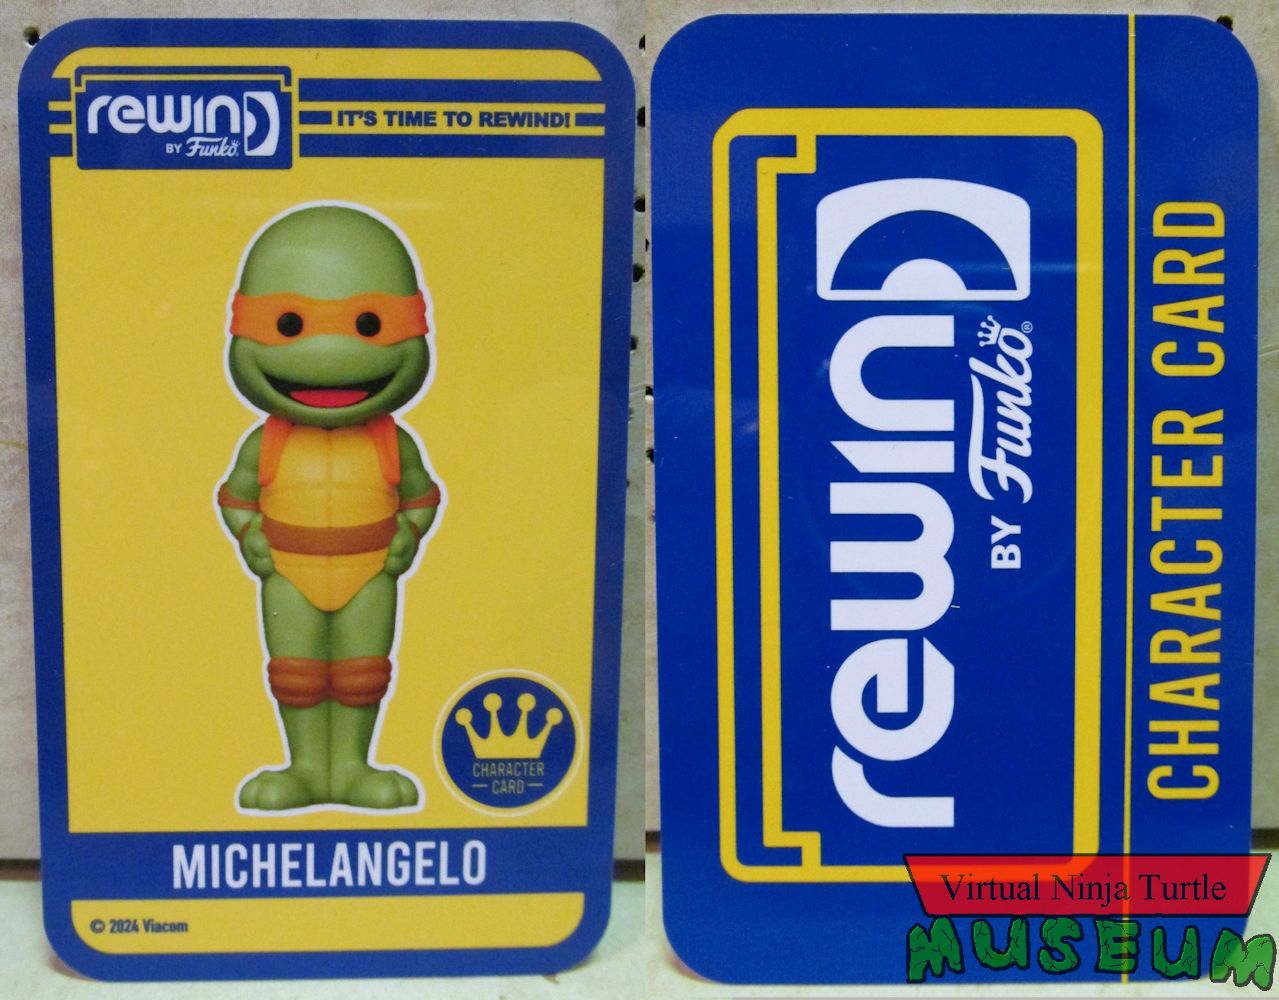 rewind
BY Funko®
IT'S TIME TO REWIND!
CHARACTER
CARD
MICHELANGELO
© 2024 Viacom
rewind
BY Funko®
CHARACTER CARD
Virtual Ninja Turtle
MUSEUM